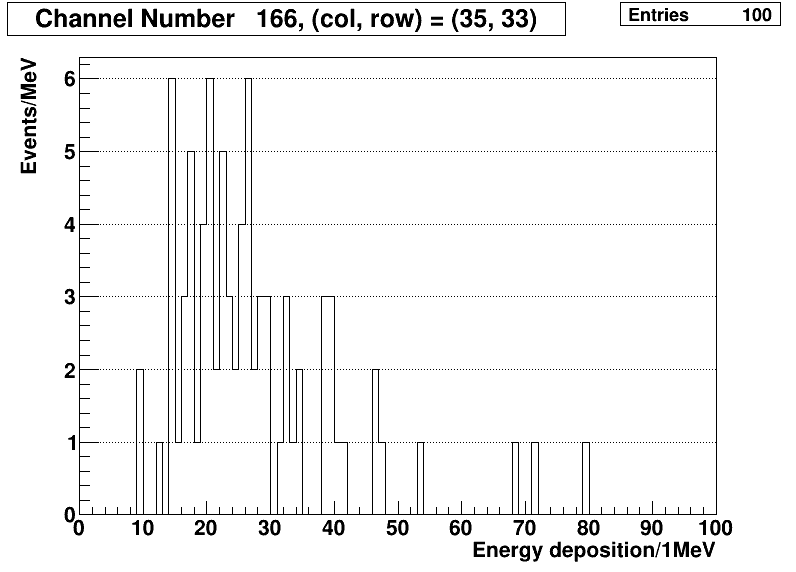 Channel Number 166, (col, row) = (35, 33)
Entries 100
Events/MeV
6
5
4
3
2
1
0
0 10 20 30 40 50 60 70 80 90 100
Energy deposition/1MeV